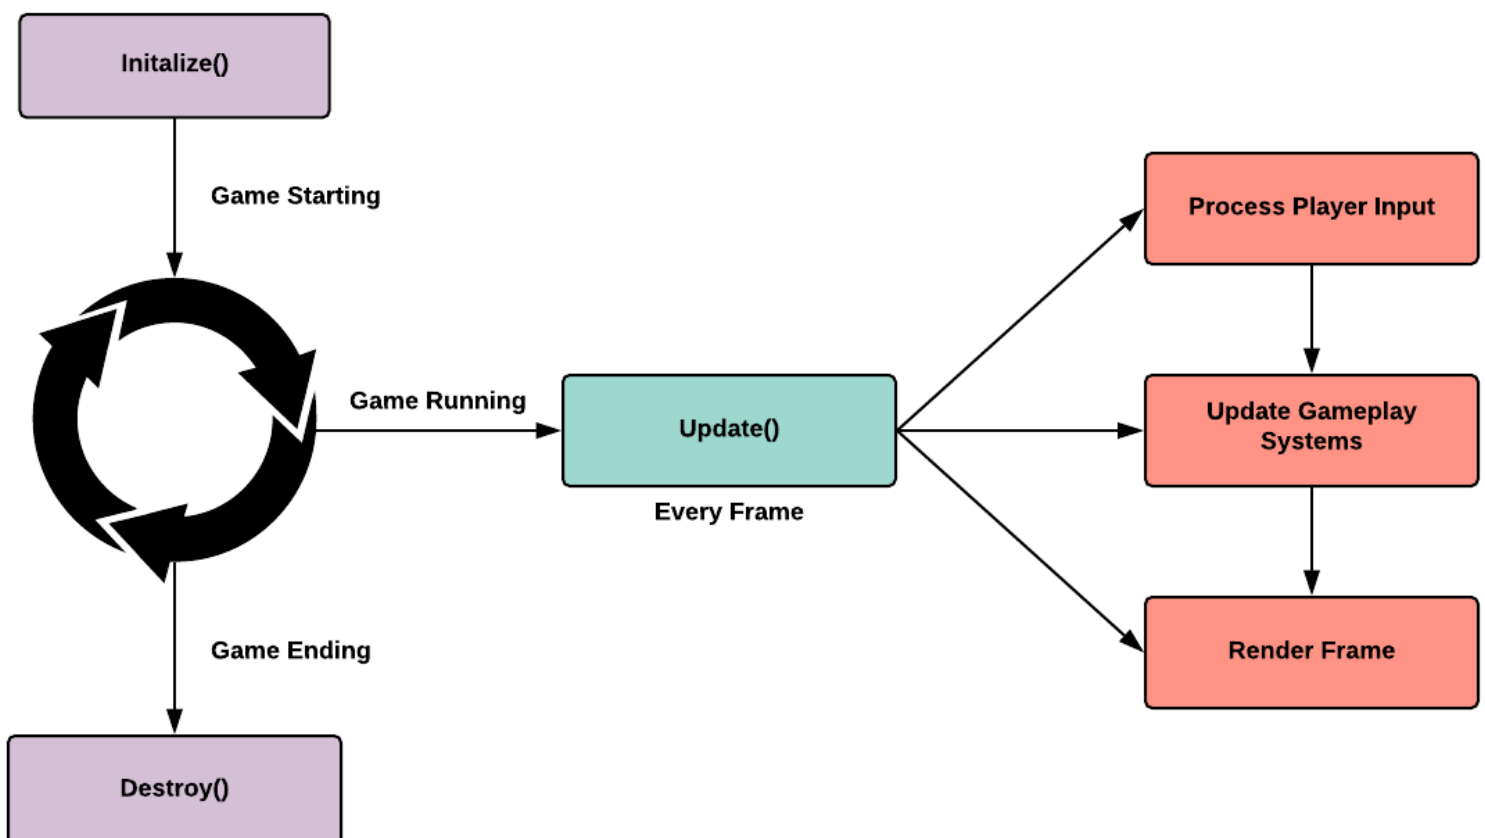 Initalize()
Game Starting
Process Player Input
Game Running
Update()
Update Gameplay
Systems
Every Frame
Game Ending
Render Frame
Destroy()